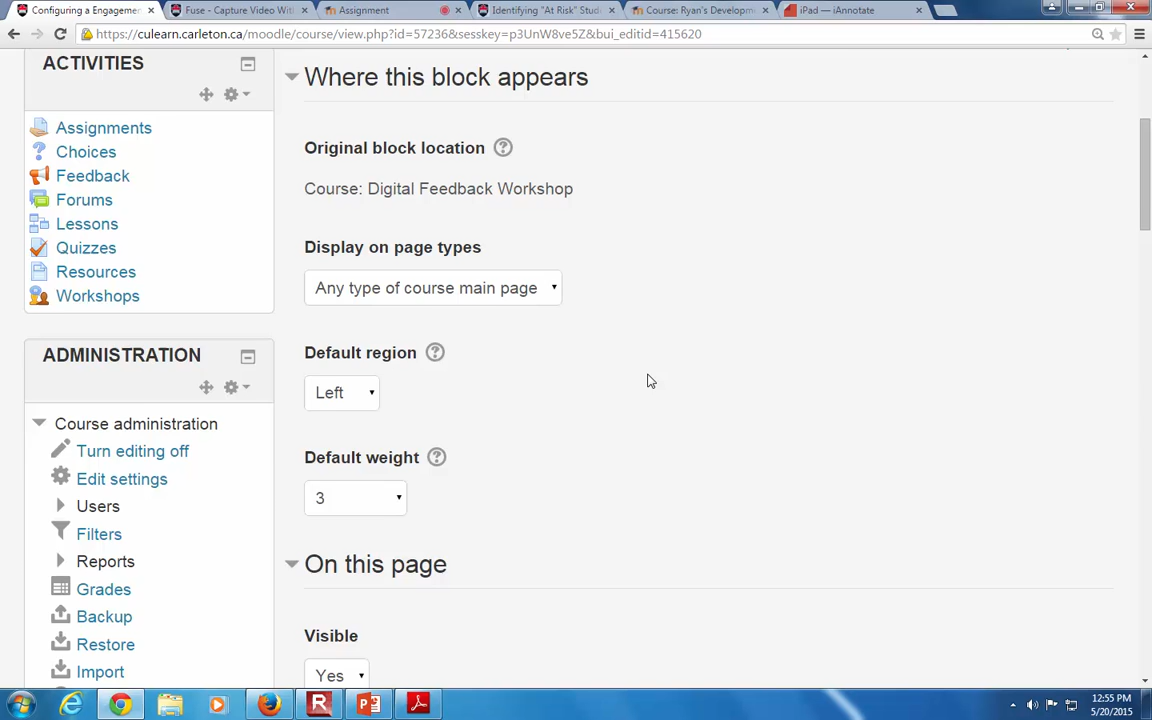 Configuring a Engagemen
Fuse - Capture Video With
Assignment
Identifying "At Risk" Stud
Course: Ryan's Developm
iPad — iAnnotate
https://culearn.carleton.ca/moodle/course/view.php?id=57236&sesskey=p3UnW8ve5Z&bui_editid=415620
ACTIVITIES
Assignments
Choices
Feedback
Forums
Lessons
Quizzes
Resources
Workshops
ADMINISTRATION
Course administration
Turn editing off
Edit settings
Users
Filters
Reports
Grades
Backup
Restore
Import
Where this block appears
Original block location
Course: Digital Feedback Workshop
Display on page types
Any type of course main page
Default region
Left
Default weight
3
On this page
Visible
Yes
12:55 PM
5/20/2015